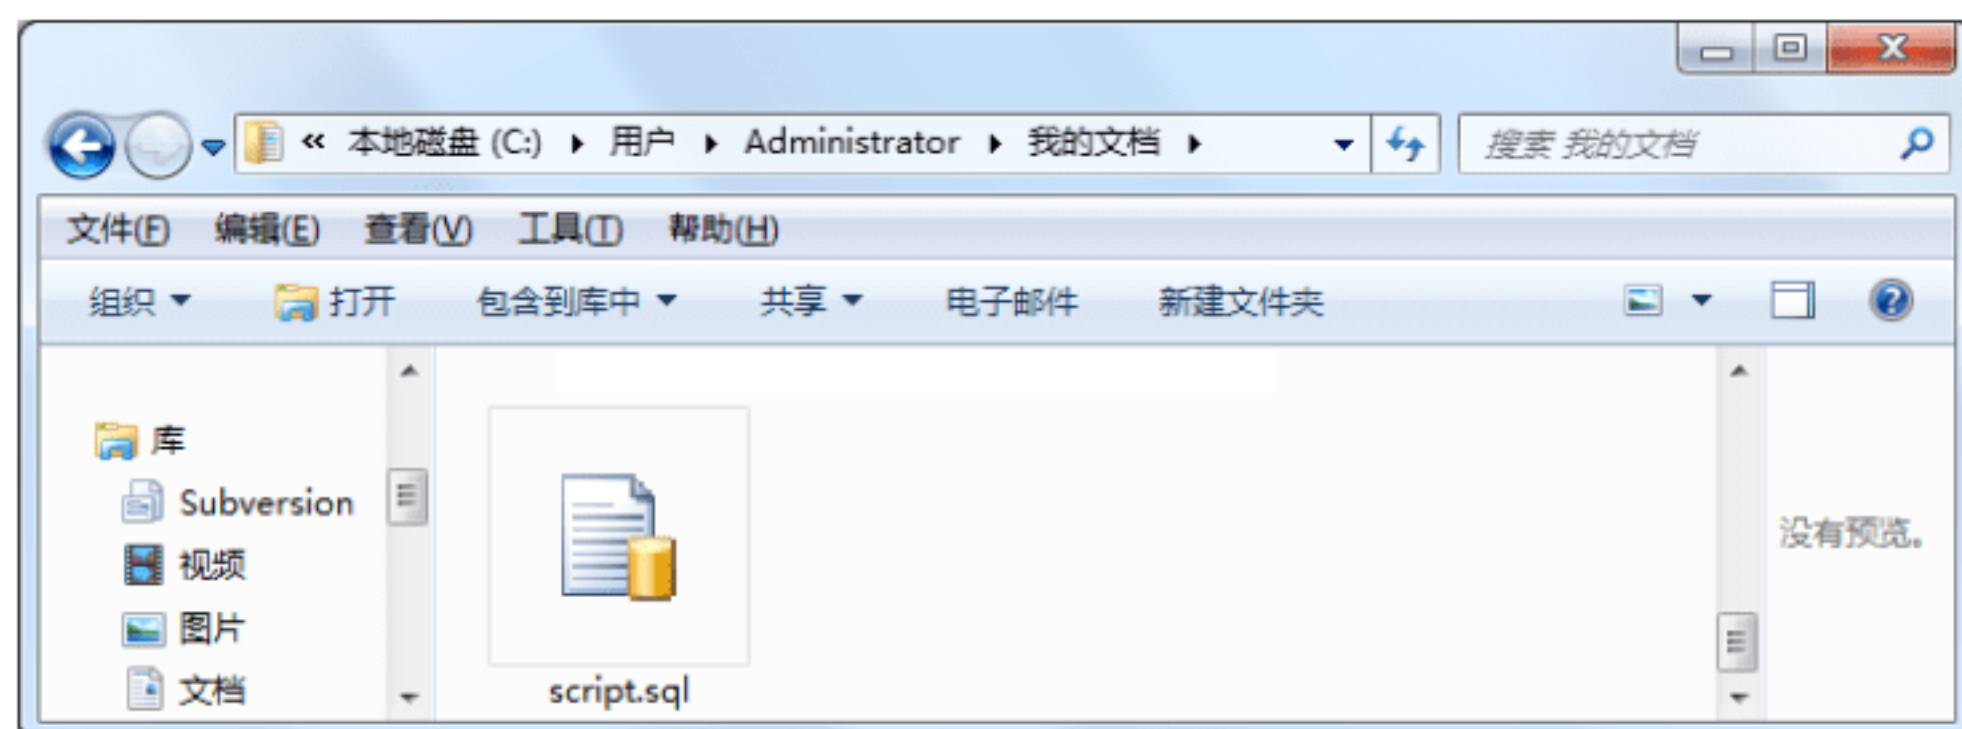 « 本地磁盘 (C:) ▸ 用户 ▸ Administrator ▸ 我的文档 ▸ 搜索 我的文档
文件(F) 编辑(E) 查看(V) 工具(T) 帮助(H)
组织 打开 包含到库中 共享 电子邮件 新建文件夹
库
Subversion
视频
图片
文档
script.sql
没有预览。